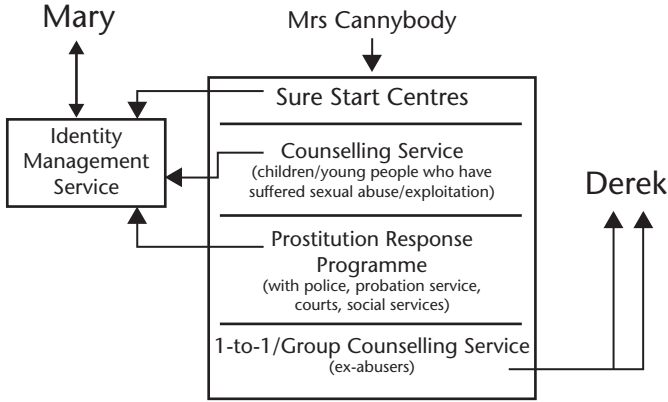 Mary
Mrs Cannybody
Sure Start Centres
Identity
Management
Service
Counselling Service
(children/young people who have
suffered sexual abuse/exploitation)
Derek
Prostitution Response
Programme
(with police, probation service,
courts, social services)
1-to-1/Group Counselling Service
(ex-abusers)